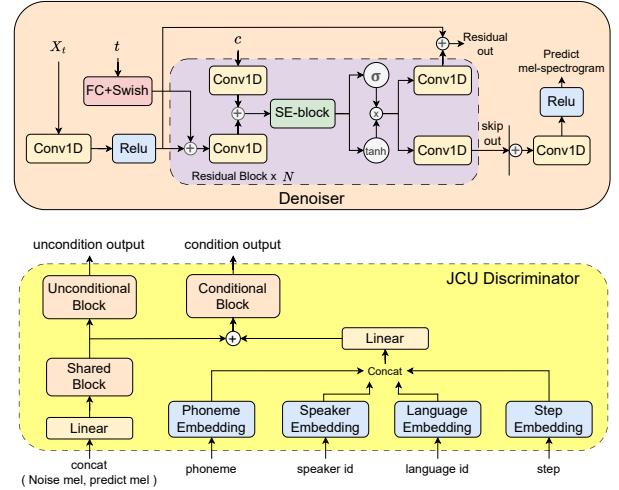 X_t
t
c
Residual
out
Predict
mel-spectrogram
FC+Swish
Conv1D
σ
Conv1D
SE-block
x
Relu
Conv1D
Relu
Conv1D
tanh
Conv1D
skip
out
Conv1D
Residual Block x N
Denoiser
uncondition output
condition output
JCU Discriminator
Unconditional
Block
Conditional
Block
Linear
Shared
Block
Concat
Linear
Phoneme
Embedding
Speaker
Embedding
Language
Embedding
Step
Embedding
concat
( Noise mel, predict mel )
phoneme
speaker id
language id
step